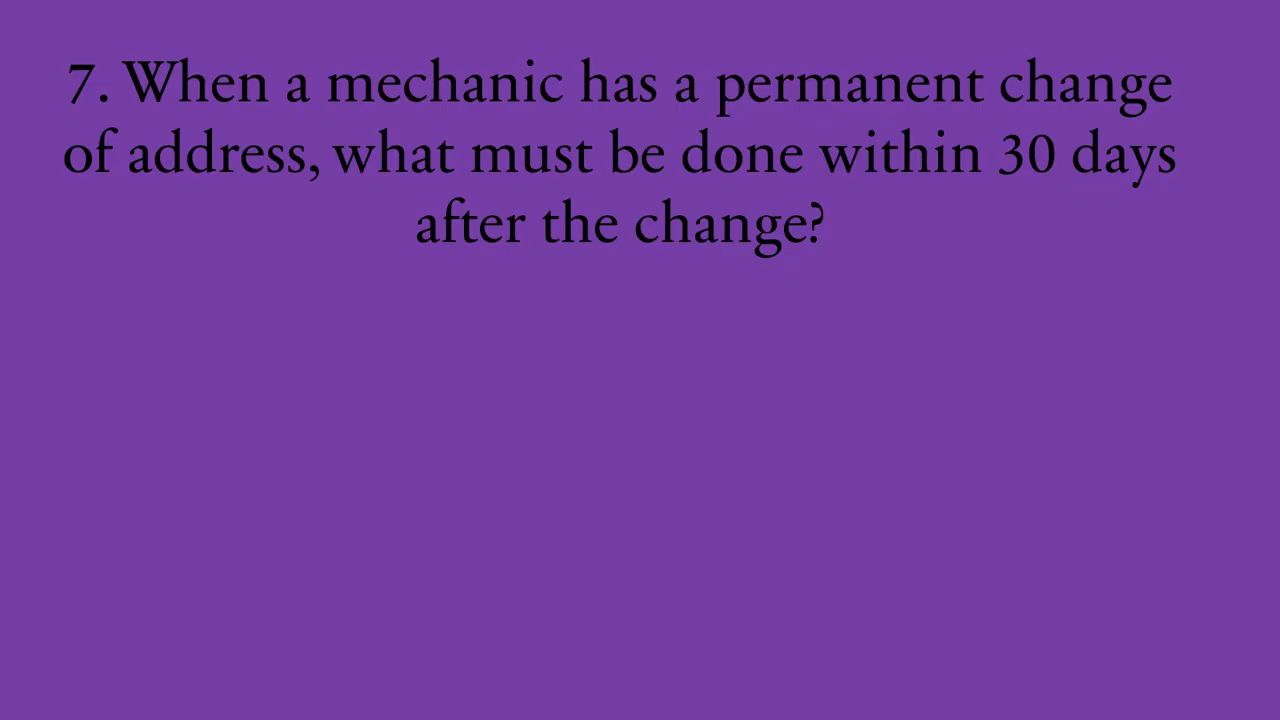 7. When a mechanic has a permanent change
of address, what must be done within 30 days
after the change?